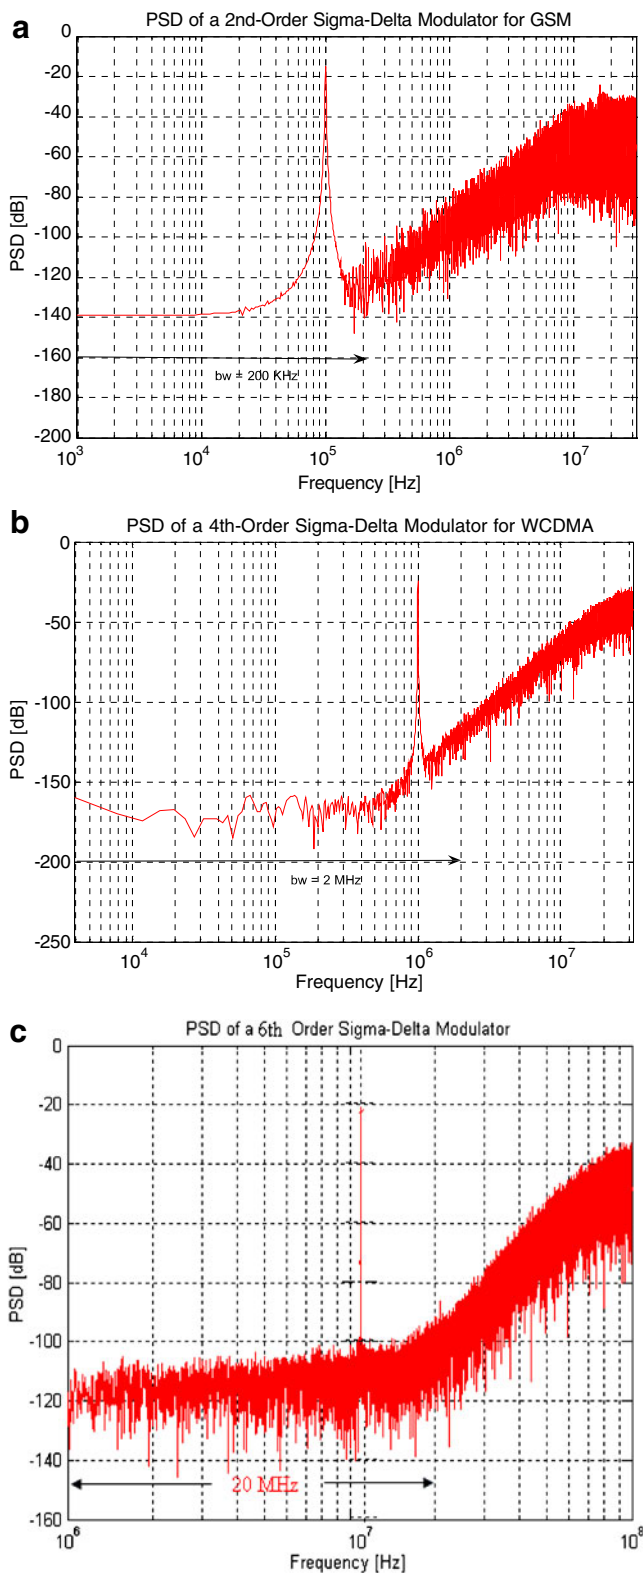 a
PSD of a 2nd-Order Sigma-Delta Modulator for GSM
0
-20
-40
-60
-80
-100
-120
-140
-160
-180
-200
PSD [dB]
bw = 200 KHz
10^3 10^4 10^5 10^6 10^7
Frequency [Hz]
b
PSD of a 4th-Order Sigma-Delta Modulator for WCDMA
0
-50
-100
-150
-200
-250
PSD [dB]
bw = 2 MHz
10^4 10^5 10^6 10^7
Frequency [Hz]
c
PSD of a 6th Order Sigma-Delta Modulator
0
-20
-40
-60
-80
-100
-120
-140
-160
PSD [dB]
20 MHz
10^6 10^7 10^8
Frequency [Hz]